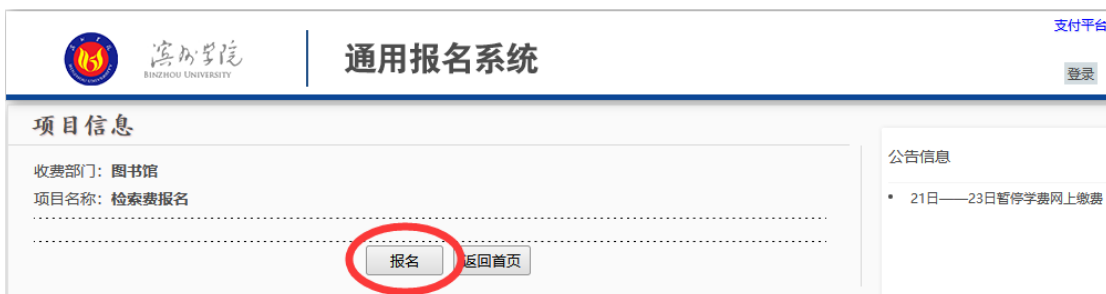 支付平台
滨州学院
BINZHOU UNIVERSITY
通用报名系统
登录
项目信息
收费部门：图书馆
项目名称：检索费报名
报名
返回首页
公告信息
• 21日——23日暂停学费网上缴费